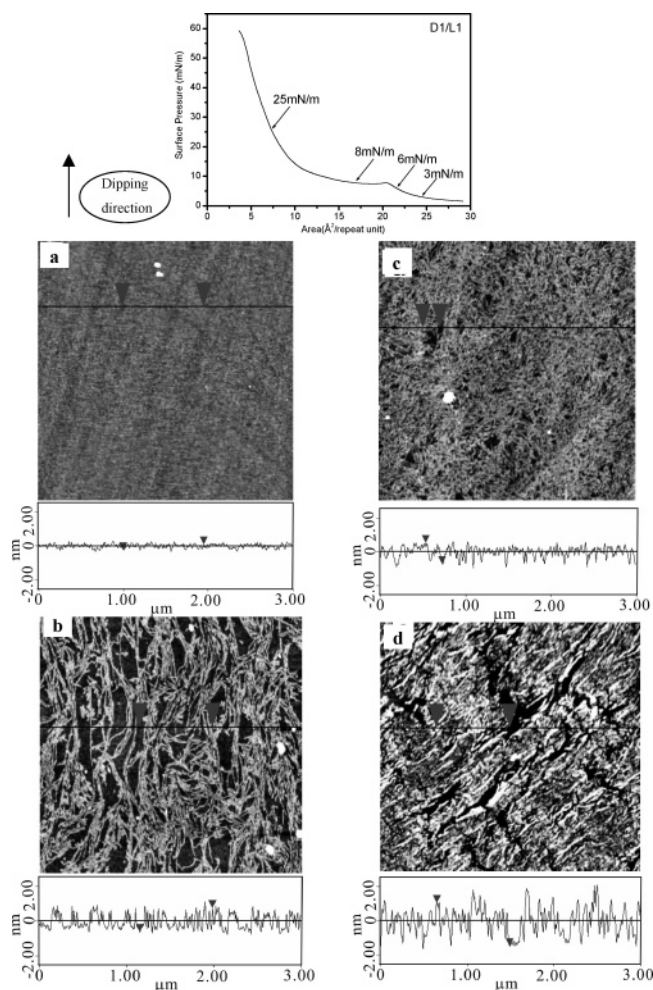 D1/L1
Surface Pressure (mN/m)
60
50
40
30
20
10
0
25mN/m
8mN/m
6mN/m
3mN/m
0 5 10 15 20 25 30
Area(Å²/repeat unit)
Dipping
direction
a
2.00
0
-2.00
nm
1.00 2.00 3.00
μm
c
2.00
0
-2.00
nm
0 1.00 2.00 3.00
μm
b
2.00
0
-2.00
nm
0 1.00 2.00 3.00
μm
d
2.00
0
-2.00
nm
0 1.00 2.00 3.00
μm